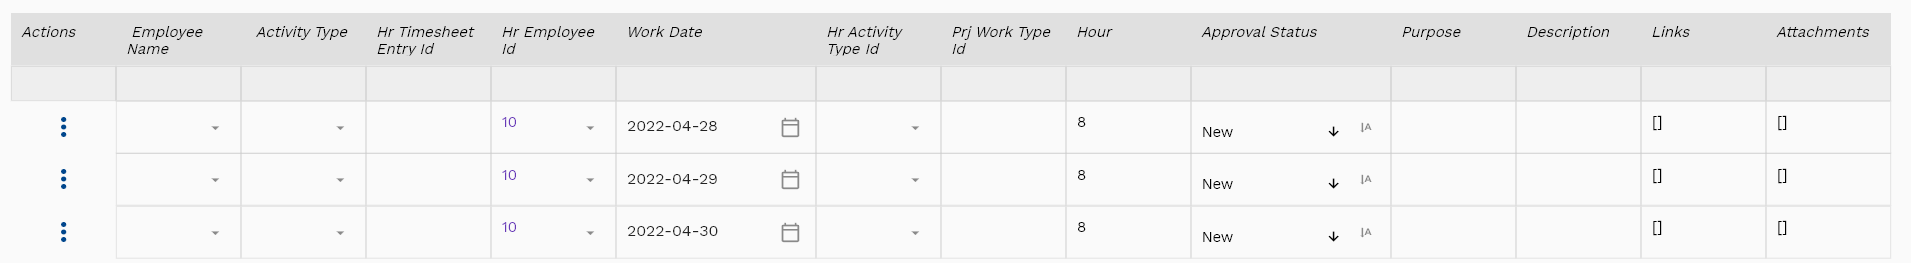 Actions Employee Name Activity Type Hr Timesheet Entry Id Hr Employee Id Work Date Hr Activity Type Id Prj Work Type Id Hour Approval Status Purpose Description Links Attachments
10 2022-04-28 8 New [] []
10 2022-04-29 8 New [] []
10 2022-04-30 8 New [] []